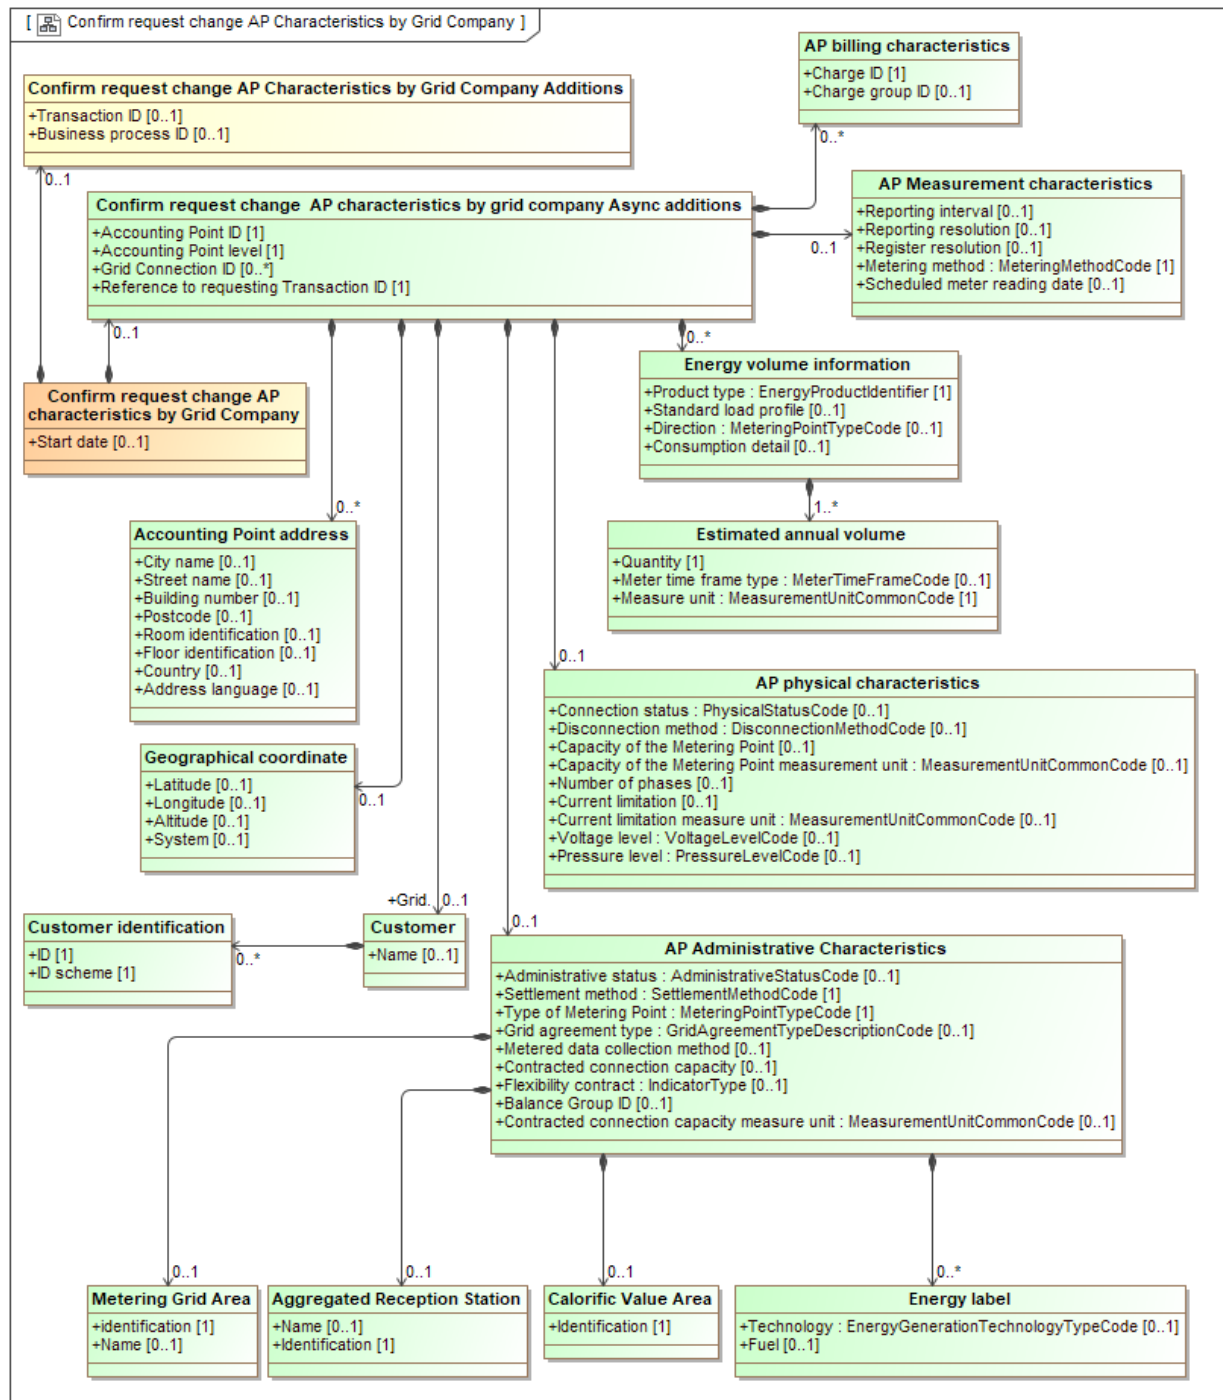 [ Confirm request change AP Characteristics by Grid Company ]
AP billing characteristics
+Charge ID [1]
+Charge group ID [0..1]
0..*
Confirm request change AP Characteristics by Grid Company Additions
+Transaction ID [0..1]
+Business process ID [0..1]
0..1
AP Measurement characteristics
+Reporting interval [0..1]
+Reporting resolution [0..1]
+Register resolution [0..1]
+Metering method : MeteringMethodCode [1]
+Scheduled meter reading date [0..1]
0..1
Confirm request change  AP characteristics by grid company Async additions
+Accounting Point ID [1]
+Accounting Point level [1]
+Grid Connection ID [0..*]
+Reference to requesting Transaction ID [1]
0..1
0..*
Confirm request change AP
characteristics by Grid Company
+Start date [0..1]
Energy volume information
+Product type : EnergyProductIdentifier [1]
+Standard load profile [0..1]
+Direction : MeteringPointTypeCode [0..1]
+Consumption detail [0..1]
1..*
0..*
Accounting Point address
+City name [0..1]
+Street name [0..1]
+Building number [0..1]
+Postcode [0..1]
+Room identification [0..1]
+Floor identification [0..1]
+Country [0..1]
+Address language [0..1]
Estimated annual volume
+Quantity [1]
+Meter time frame type : MeterTimeFrameCode [0..1]
+Measure unit : MeasurementUnitCommonCode [1]
0..1
AP physical characteristics
+Connection status : PhysicalStatusCode [0..1]
+Disconnection method : DisconnectionMethodCode [0..1]
+Capacity of the Metering Point [0..1]
+Capacity of the Metering Point measurement unit : MeasurementUnitCommonCode [0..1]
+Number of phases [0..1]
+Current limitation [0..1]
+Current limitation measure unit : MeasurementUnitCommonCode [0..1]
+Voltage level : VoltageLevelCode [0..1]
+Pressure level : PressureLevelCode [0..1]
Geographical coordinate
+Latitude [0..1]
+Longitude [0..1]
+Altitude [0..1]
+System [0..1]
0..1
+Grid. 0..1
0..1
Customer identification
+ID [1]
+ID scheme [1]
0..*
Customer
+Name [0..1]
AP Administrative Characteristics
+Administrative status : AdministrativeStatusCode [0..1]
+Settlement method : SettlementMethodCode [1]
+Type of Metering Point : MeteringPointTypeCode [1]
+Grid agreement type : GridAgreementTypeDescriptionCode [0..1]
+Metered data collection method [0..1]
+Contracted connection capacity [0..1]
+Flexibility contract : IndicatorType [0..1]
+Balance Group ID [0..1]
+Contracted connection capacity measure unit : MeasurementUnitCommonCode [0..1]
0..1
0..1
0..1
0..*
Metering Grid Area
+identification [1]
+Name [0..1]
Aggregated Reception Station
+Name [0..1]
+Identification [1]
Calorific Value Area
+Identification [1]
Energy label
+Technology : EnergyGenerationTechnologyTypeCode [0..1]
+Fuel [0..1]